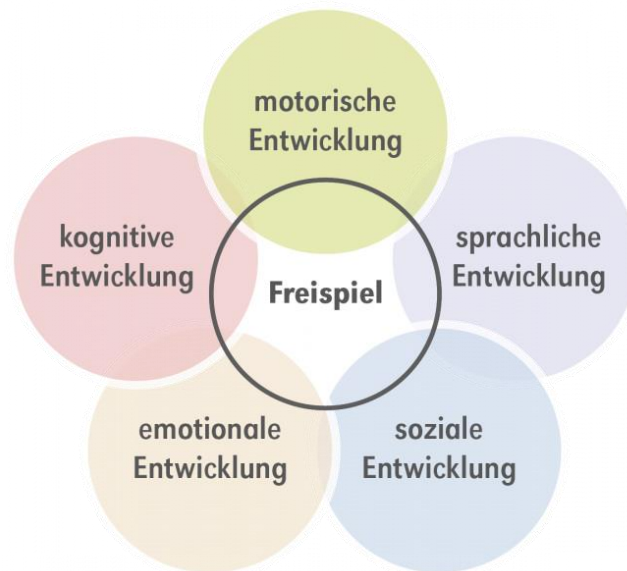 motorische
Entwicklung
kognitive
Entwicklung
sprachliche
Entwicklung
Freispiel
emotionale
Entwicklung
soziale
Entwicklung